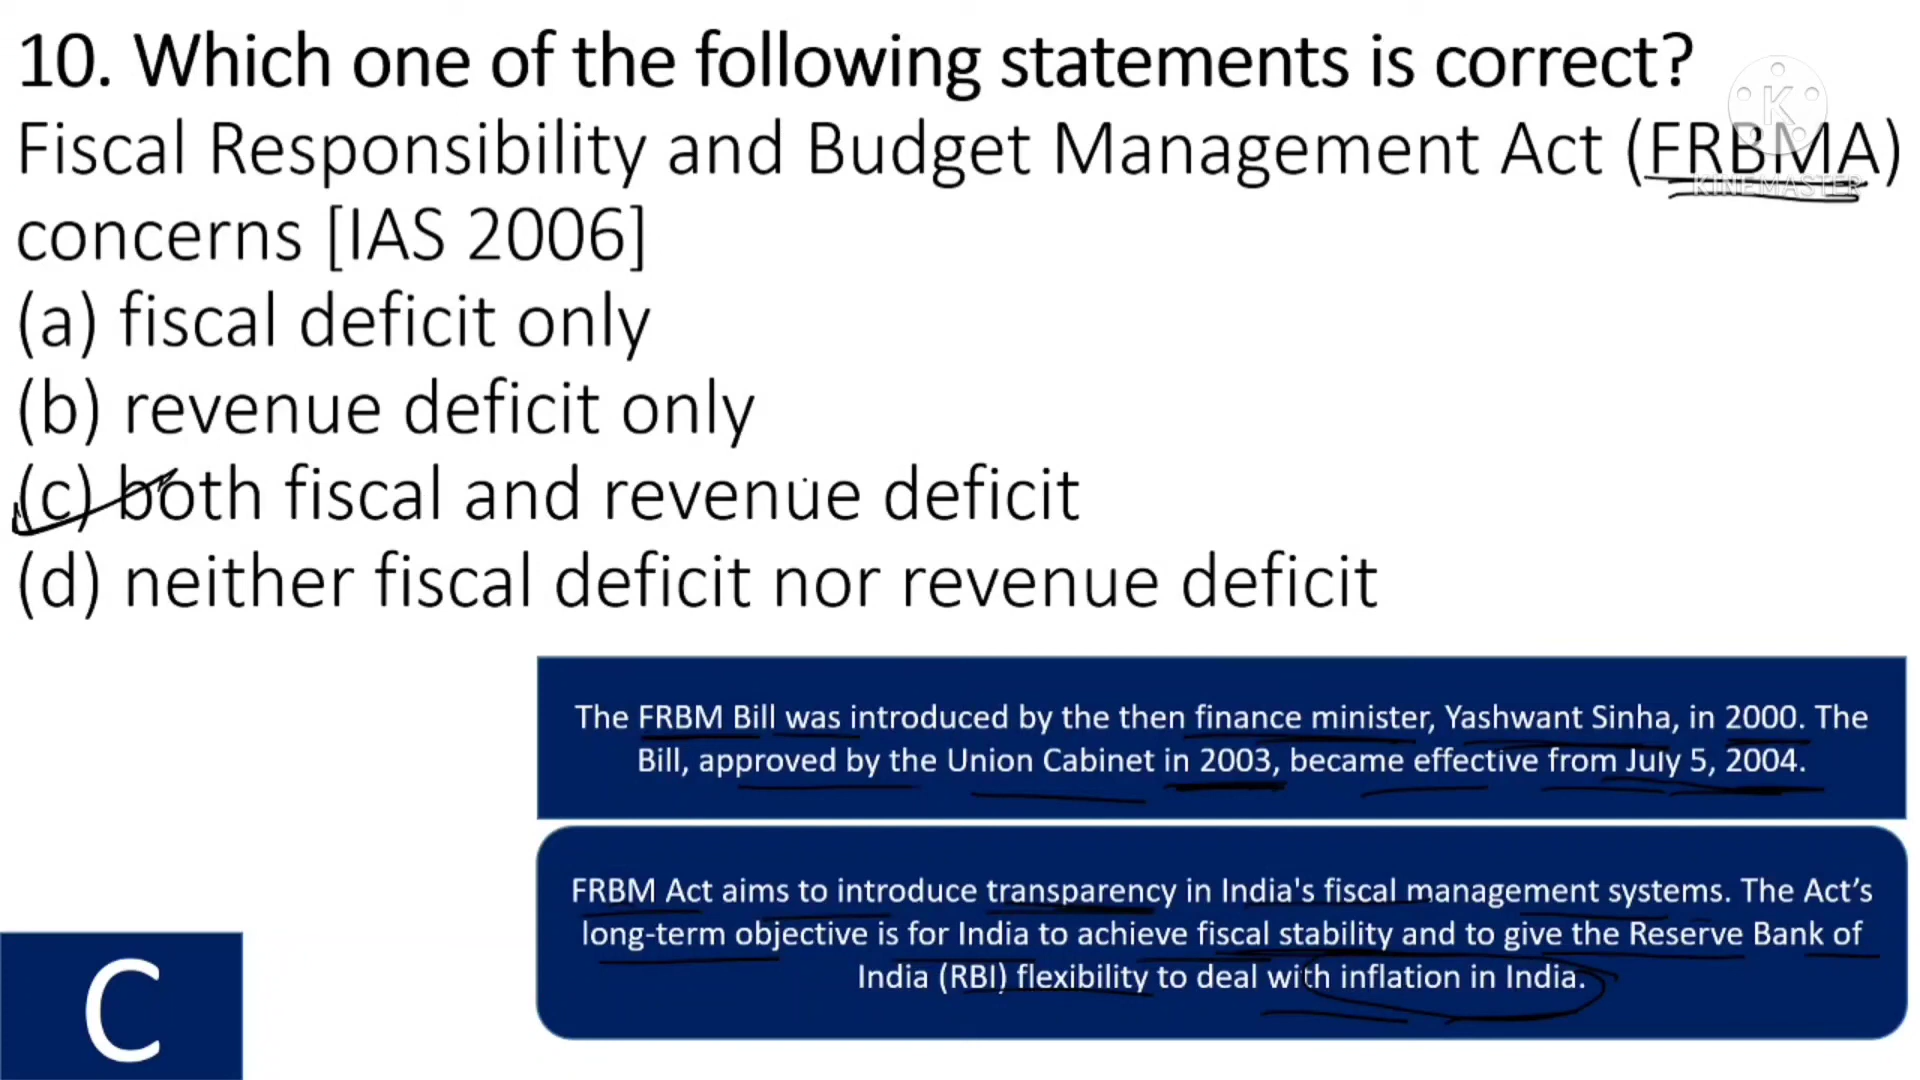 10. Which one of the following statements is correct?
Fiscal Responsibility and Budget Management Act (FRBMA)
concerns [IAS 2006]
(a) fiscal deficit only
(b) revenue deficit only
(c) both fiscal and revenue deficit
(d) neither fiscal deficit nor revenue deficit
The FRBM Bill was introduced by the then finance minister, Yashwant Sinha, in 2000. The
Bill, approved by the Union Cabinet in 2003, became effective from July 5, 2004.
FRBM Act aims to introduce transparency in India's fiscal management systems. The Act’s
long-term objective is for India to achieve fiscal stability and to give the Reserve Bank of
India (RBI) flexibility to deal with inflation in India.
C
K
KINEMASTER